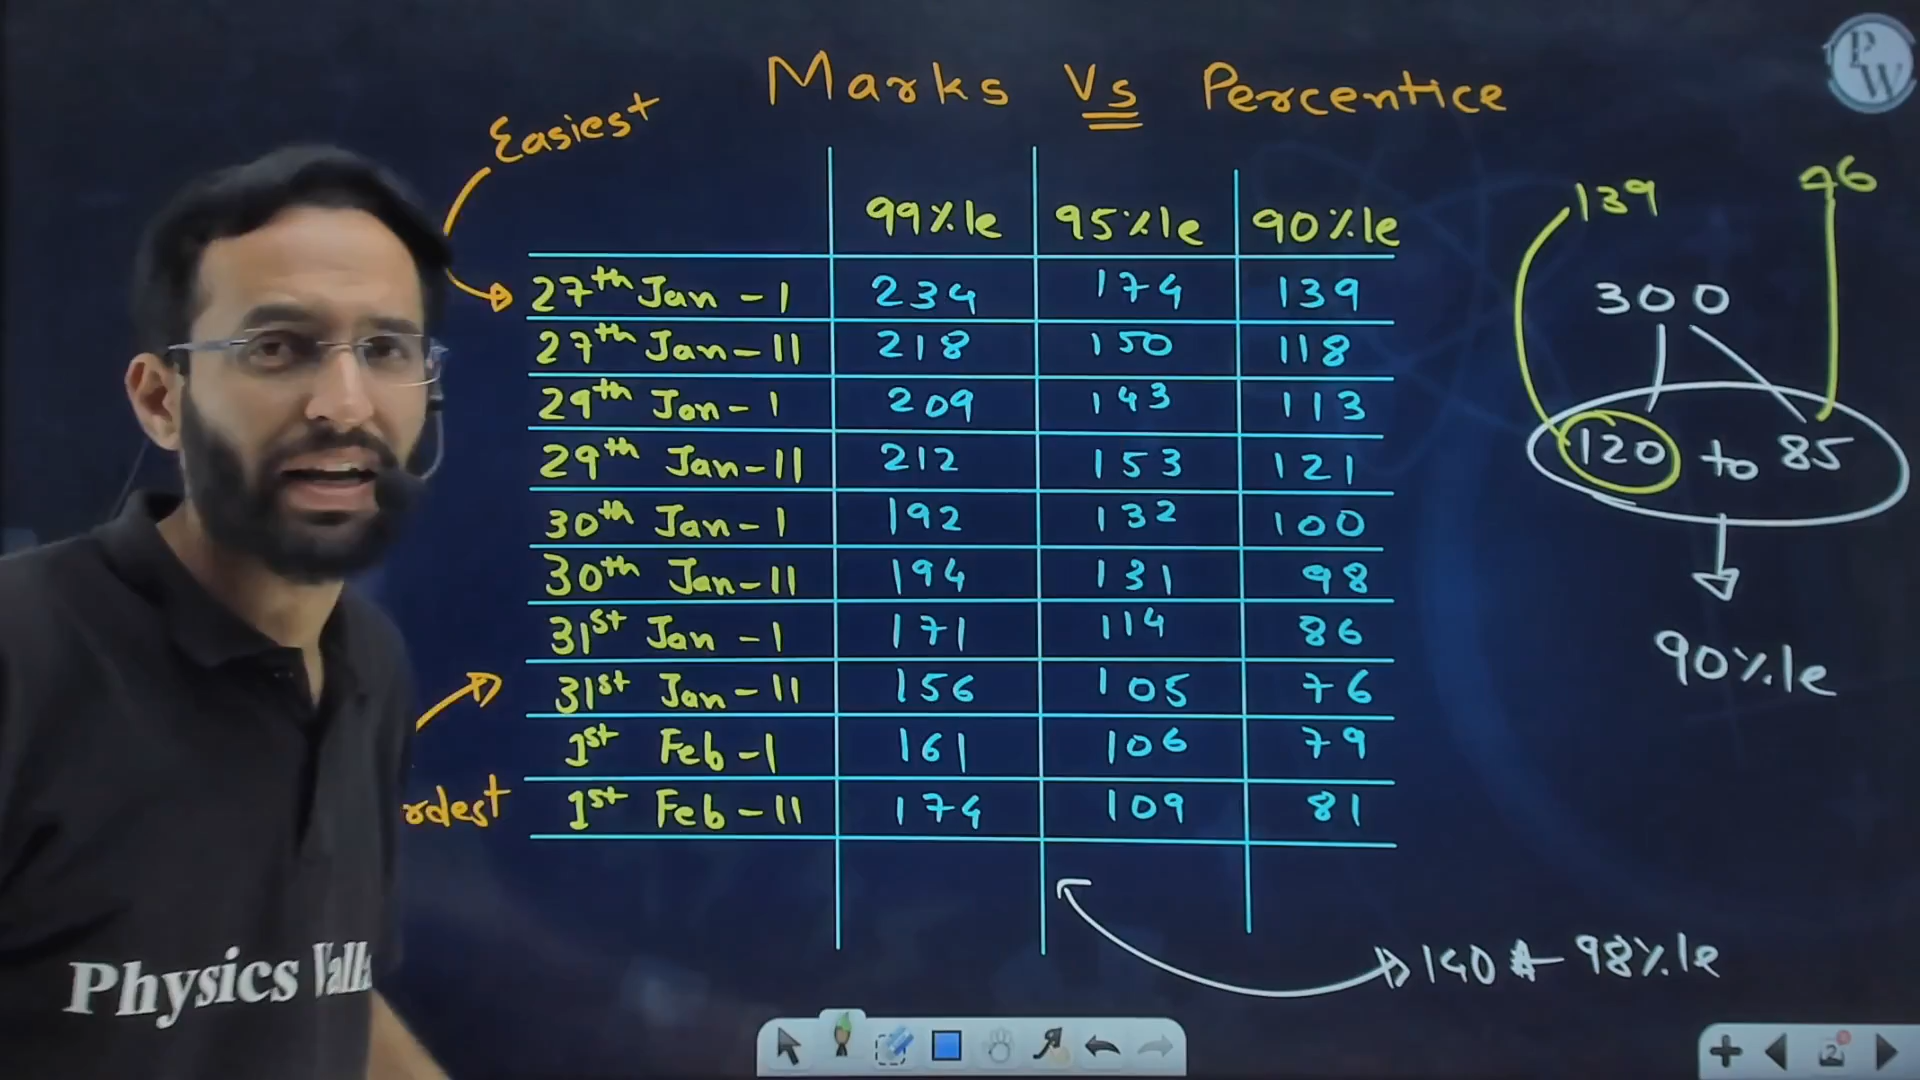 Marks Vs Percentice
PW
Easiest
99%le 95%le 90%le
27th Jan - I 234 174 139
27th Jan - II 218 150 118
29th Jan - I 209 143 113
29th Jan - II 212 153 121
30th Jan - I 192 132 100
30th Jan - II 194 131 98
31st Jan - I 171 114 86
31st Jan - II 156 105 76
1st Feb - I 161 106 79
1st Feb - II 174 109 81
rdest
139 76
300
120 to 85
90%le
140 98%le
Physics Walla
2